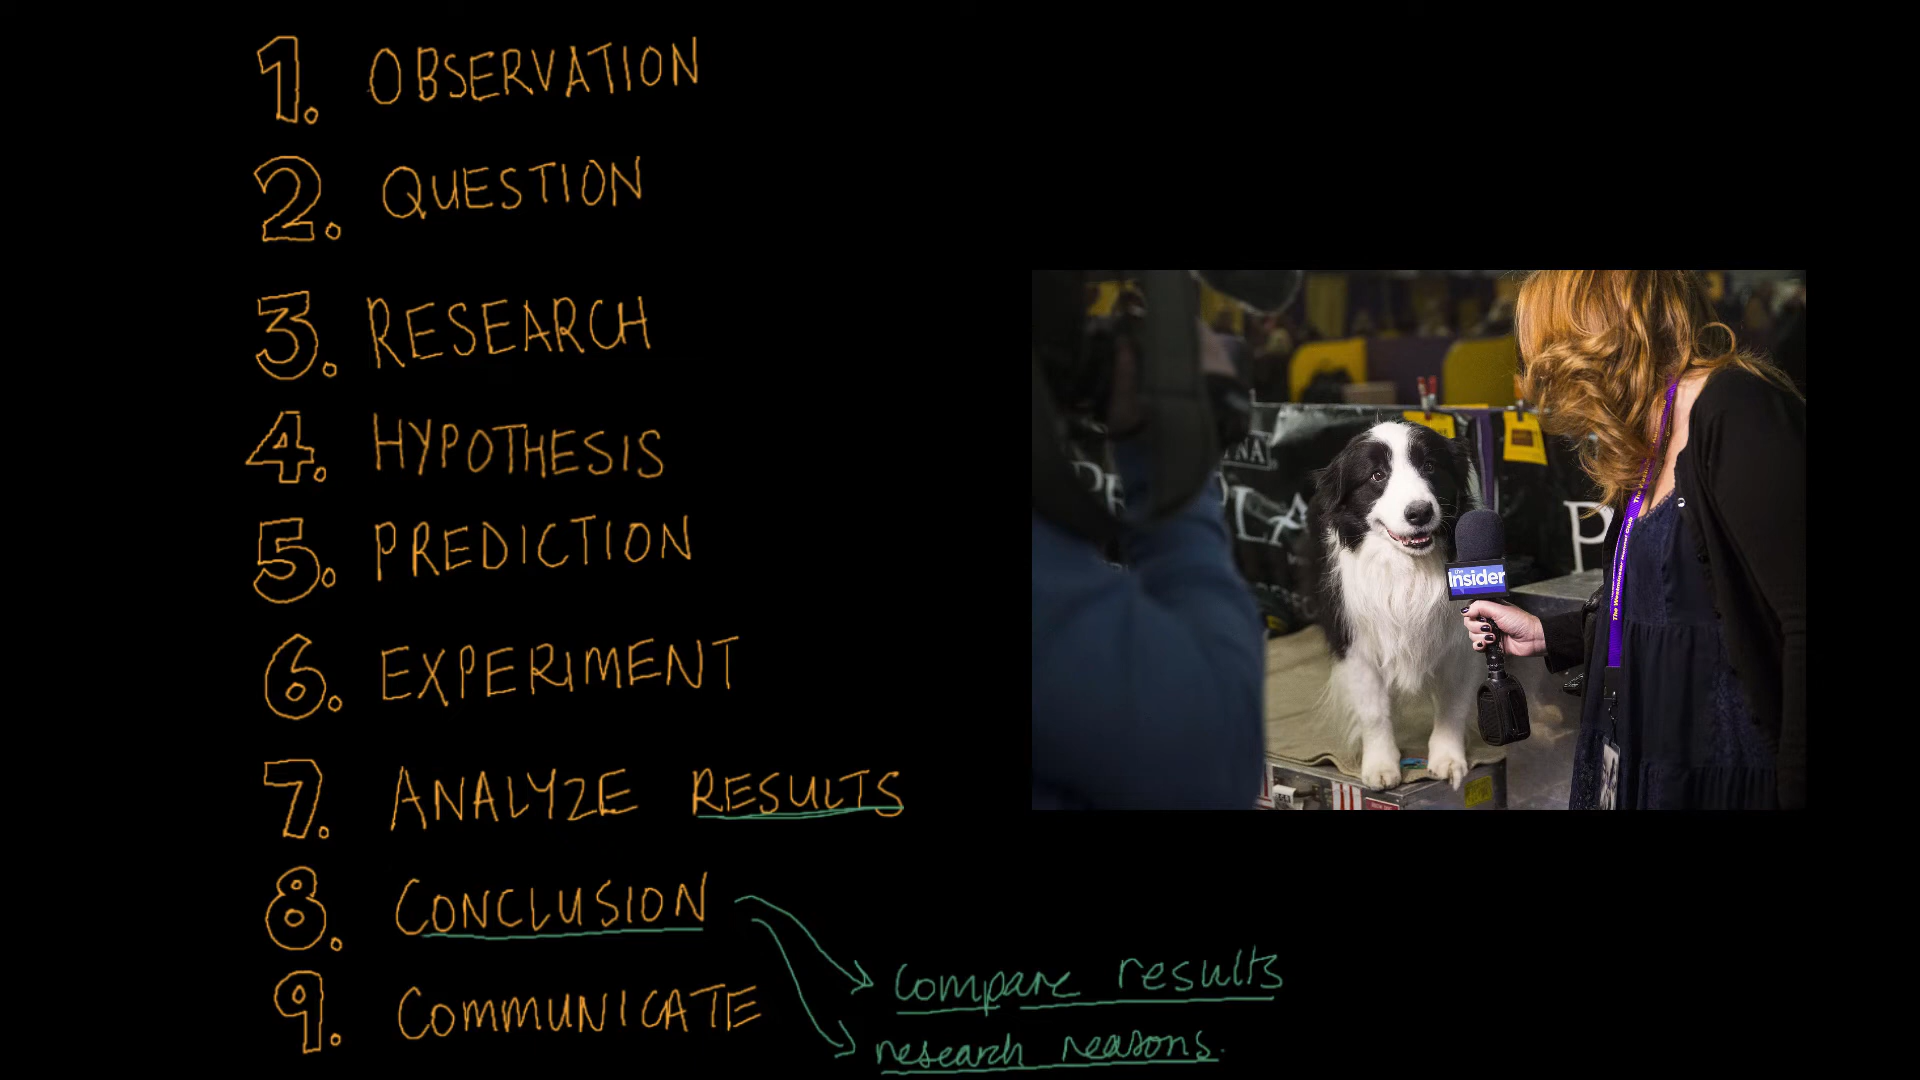 1. OBSERVATION
2. QUESTION
3. RESEARCH
4. HYPOTHESIS
5. PREDICTION
6. EXPERIMENT
7. ANALYZE RESULTS
8. CONCLUSION
compare results
9. COMMUNICATE
research reasons.
the
Insider